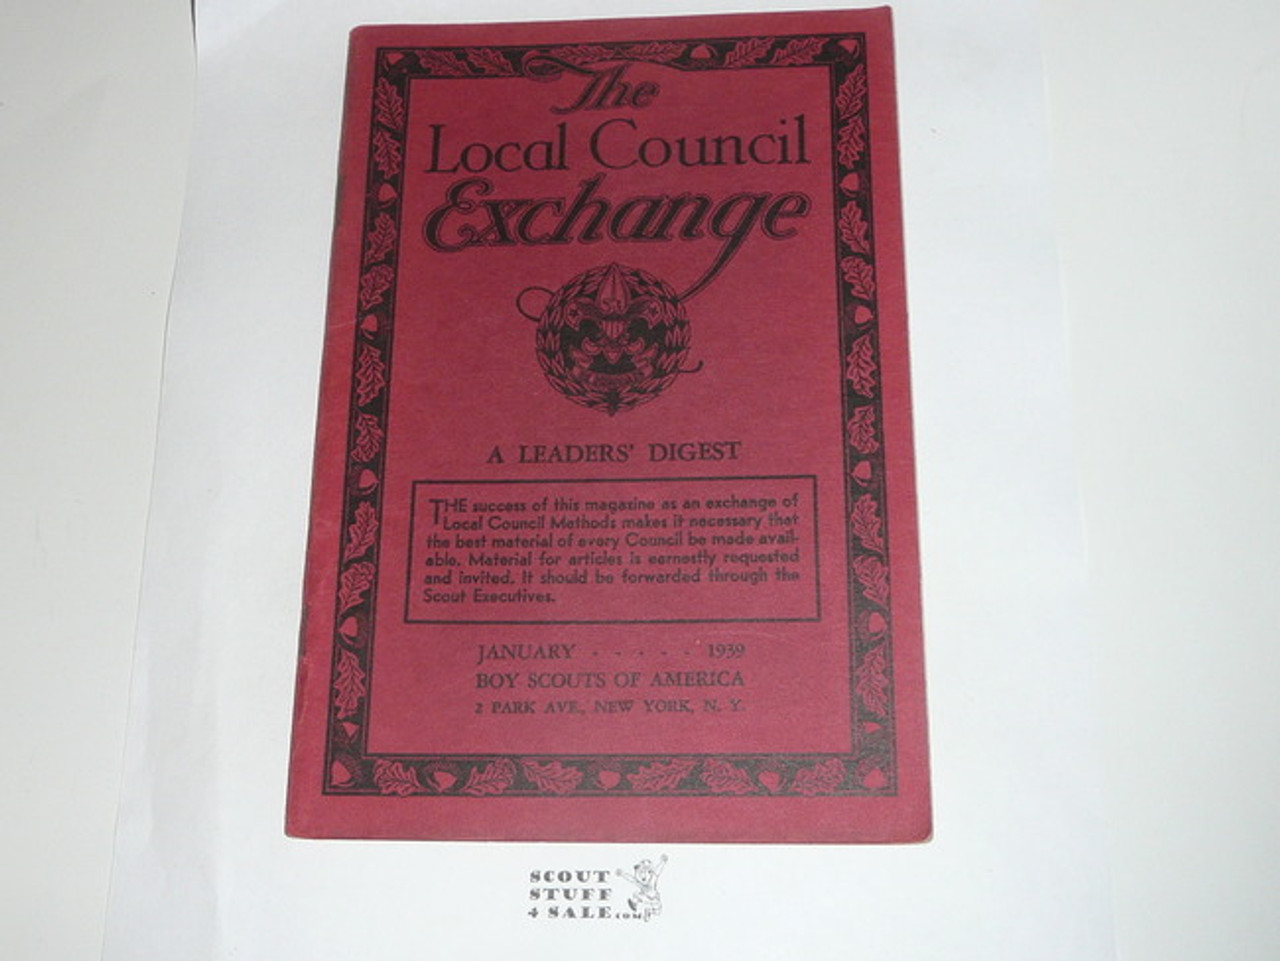 The
Local Council
Exchange
A LEADERS' DIGEST
THE success of this magazine as an exchange of
Local Council Methods makes it necessary that
the best material of every Council be made avail-
able. Material for articles is earnestly requested
and invited. It should be forwarded through the
Scout Executives.
JANUARY - - - - - 1939
BOY SCOUTS OF AMERICA
2 PARK AVE., NEW YORK, N. Y.
SCOUT
STUFF
4 SALE.COM